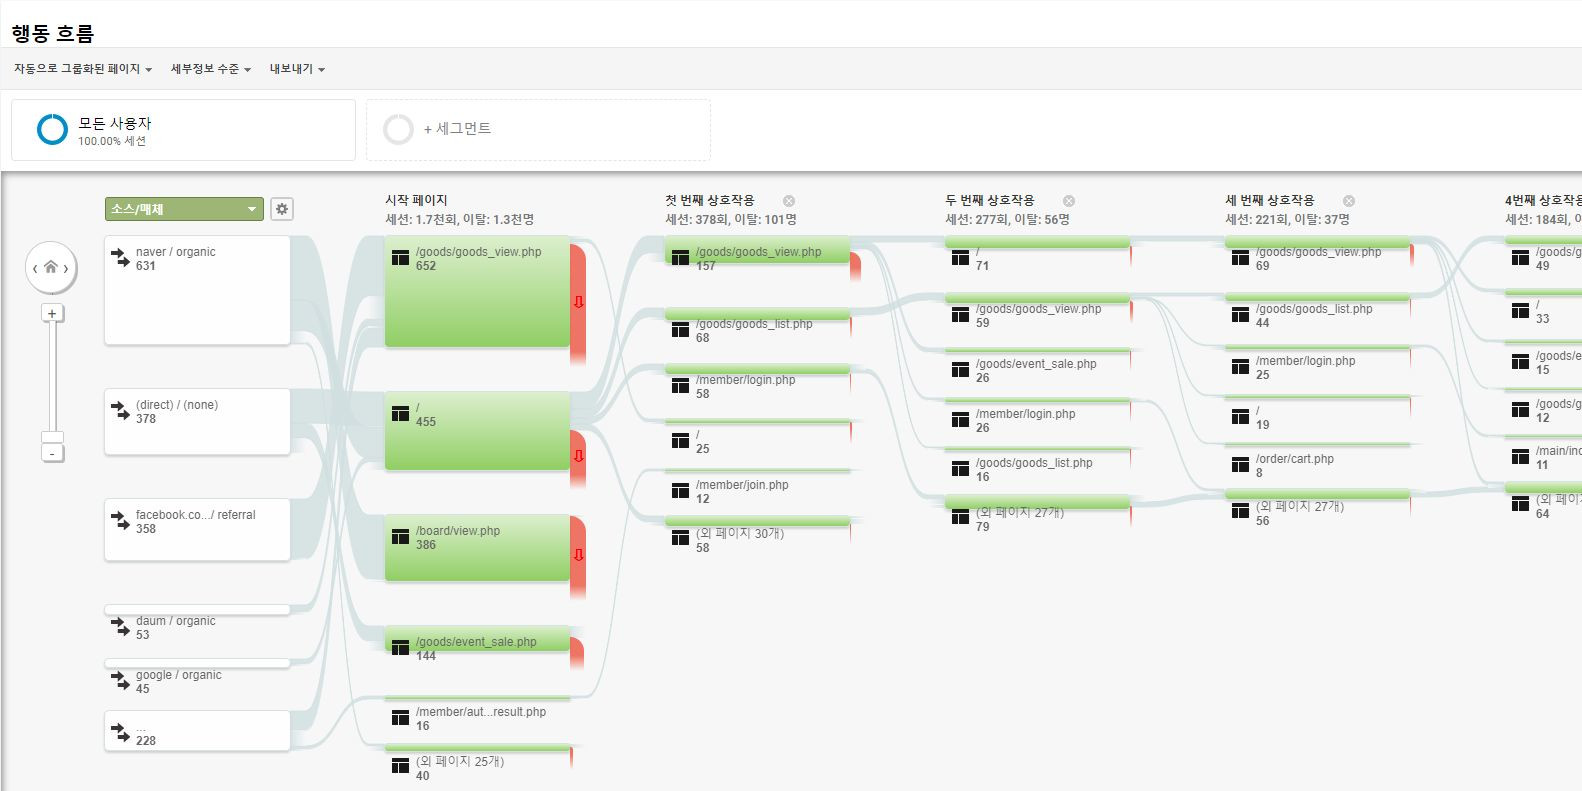 행동 흐름
자동으로 그룹화된 페이지 세부정보 수준 내보내기
모든 사용자
100.00% 세션
+ 세그먼트
소스/매체
naver / organic
631
(direct) / (none)
378
facebook.co.../ referral
358
daum / organic
53
google / organic
45
...
228
+
-
시작 페이지
세션: 1.7천회, 이탈: 1.3천명
/goods/goods_view.php
652
/
455
/board/view.php
386
/goods/event_sale.php
144
/member/aut...result.php
16
(외 페이지 25개)
40
첫 번째 상호작용
세션: 378회, 이탈: 101명
/goods/goods_view.php
157
/goods/goods_list.php
68
/member/login.php
58
/
25
/member/join.php
12
(외 페이지 30개)
58
두 번째 상호작용
세션: 277회, 이탈: 56명
/
71
/goods/goods_view.php
59
/goods/event_sale.php
26
/member/login.php
26
/goods/goods_list.php
16
(외 페이지 27개)
79
세 번째 상호작용
세션: 221회, 이탈: 37명
/goods/goods_view.php
69
/goods/goods_list.php
44
/member/login.php
25
/
19
/order/cart.php
8
(외 페이지 27개)
56
4번째 상호작용
세션: 184회, 이
/goods/g
49
/
33
/goods/e
15
/goods/g
12
/main/in
11
(외 페이지
64